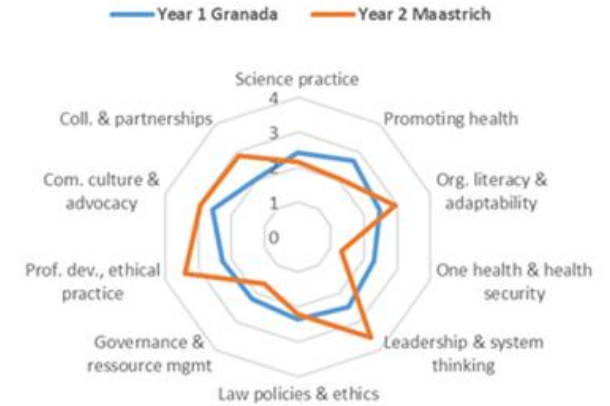 Year 1 Granada Year 2 Maastrich
Science practice
4
3
2
1
0
Promoting health
Org. literacy &
adaptability
One health & health
security
Leadership & system
thinking
Law policies & ethics
Governance &
ressource mgmt
Prof. dev., ethical
practice
Com. culture &
advocacy
Coll. & partnerships